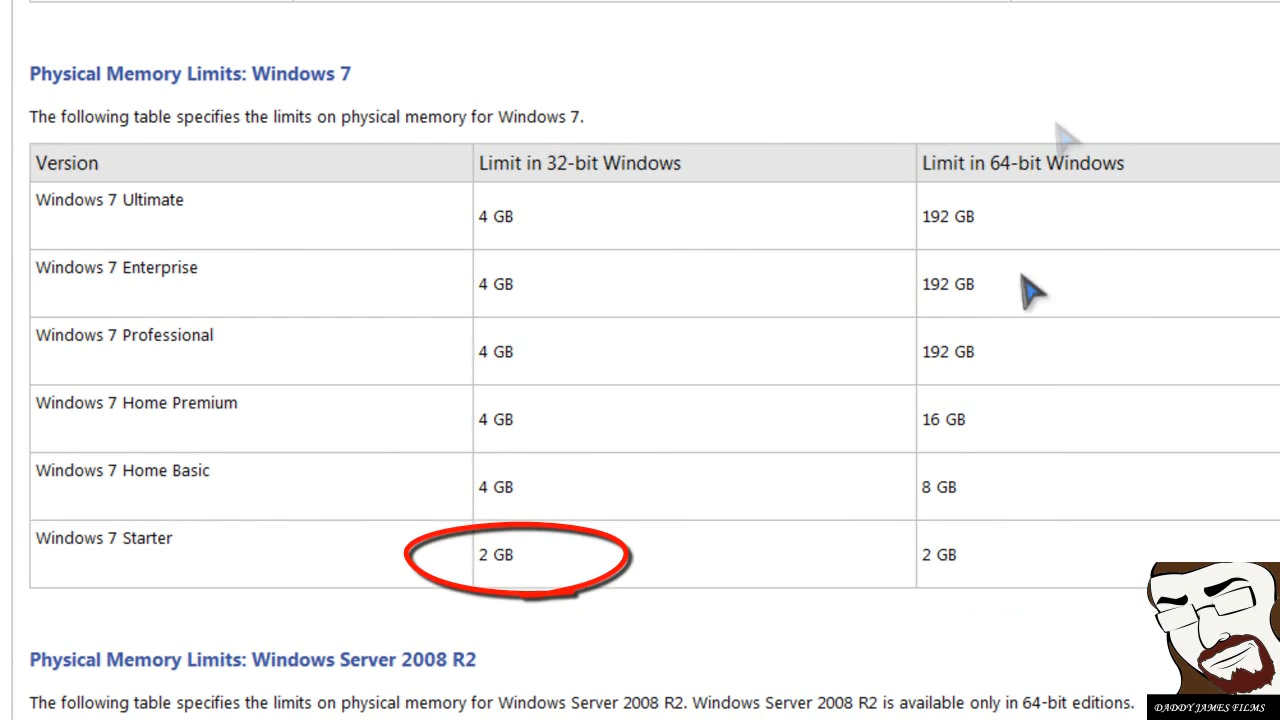 Physical Memory Limits: Windows 7
The following table specifies the limits on physical memory for Windows 7.
Version Limit in 32-bit Windows Limit in 64-bit Windows
Windows 7 Ultimate 4 GB 192 GB
Windows 7 Enterprise 4 GB 192 GB
Windows 7 Professional 4 GB 192 GB
Windows 7 Home Premium 4 GB 16 GB
Windows 7 Home Basic 4 GB 8 GB
Windows 7 Starter 2 GB 2 GB
Physical Memory Limits: Windows Server 2008 R2
The following table specifies the limits on physical memory for Windows Server 2008 R2. Windows Server 2008 R2 is available only in 64-bit editions.
DADDY JAMES FILMS